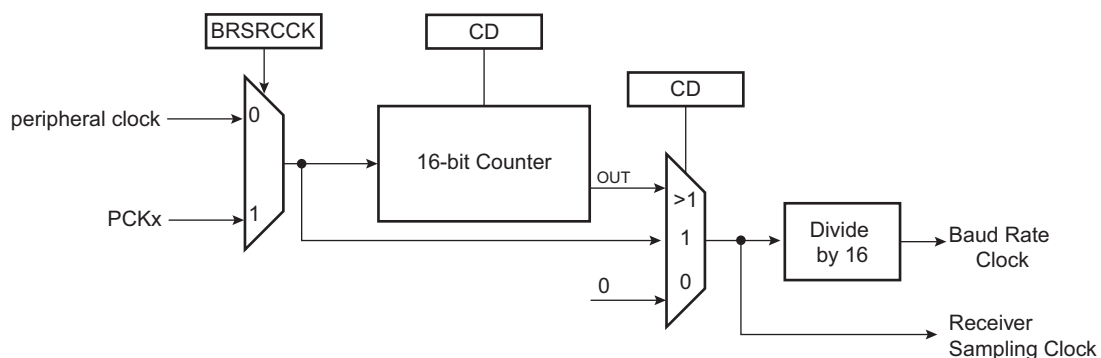 BRSRCCK
CD
CD
peripheral clock
0
16-bit Counter
OUT
>1
PCKx
1
1
Divide
by 16
Baud Rate
Clock
0
0
Receiver
Sampling Clock